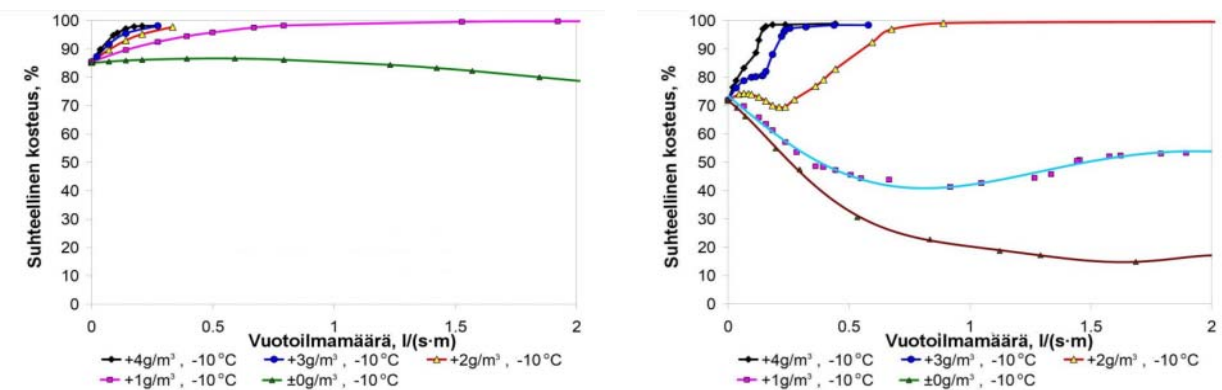 Suhteellinen kosteus, %
100
90
80
70
60
50
40
30
20
10
0
0 0.5 1 1.5 2
Vuotoilmamäärä, l/(s·m)
+4g/m³ , -10°C +3g/m³ , -10°C +2g/m³ , -10°C
+1g/m³ , -10°C ±0g/m³ , -10°C
Suhteellinen kosteus, %
100
90
80
70
60
50
40
30
20
10
0
0 0.5 1 1.5 2
Vuotoilmamäärä, l/(s·m)
+4g/m³ , -10°C +3g/m³ , -10°C +2g/m³ , -10°C
+1g/m³ , -10°C ±0g/m³ , -10°C